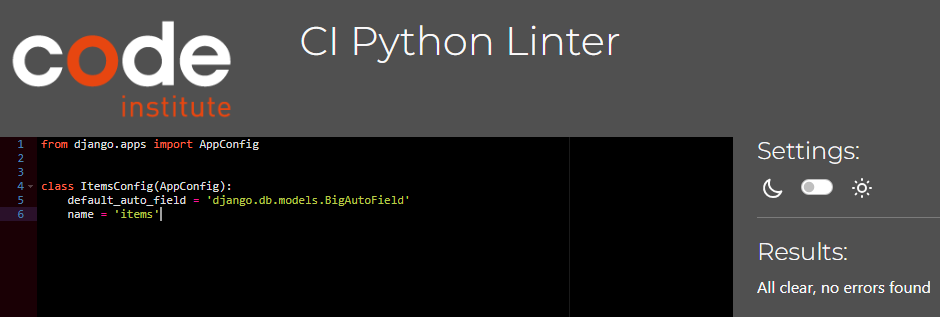 code
institute
CI Python Linter
1 from django.apps import AppConfig
2
3
4 class ItemsConfig(AppConfig):
5     default_auto_field = 'django.db.models.BigAutoField'
6     name = 'items'
Settings:
Results:
All clear, no errors found